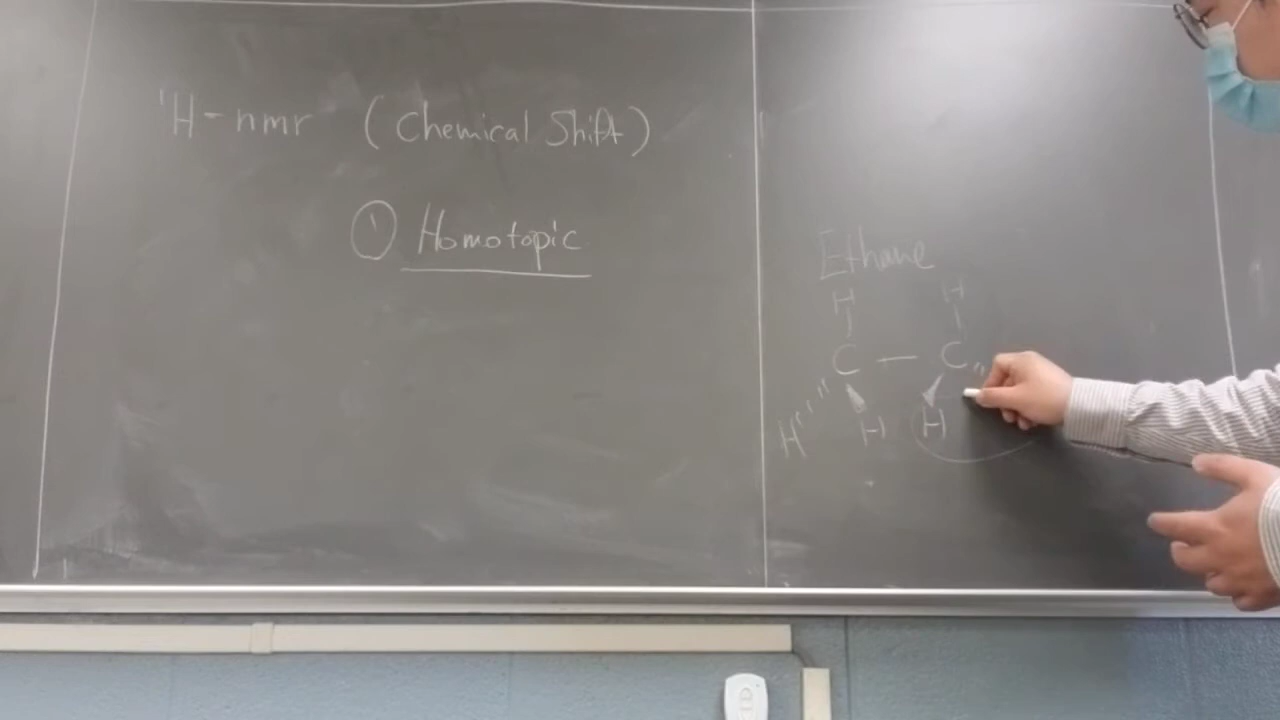 ¹H-nmr (Chemical Shift)
① Homotopic
Ethane
H H
C — C
H H H